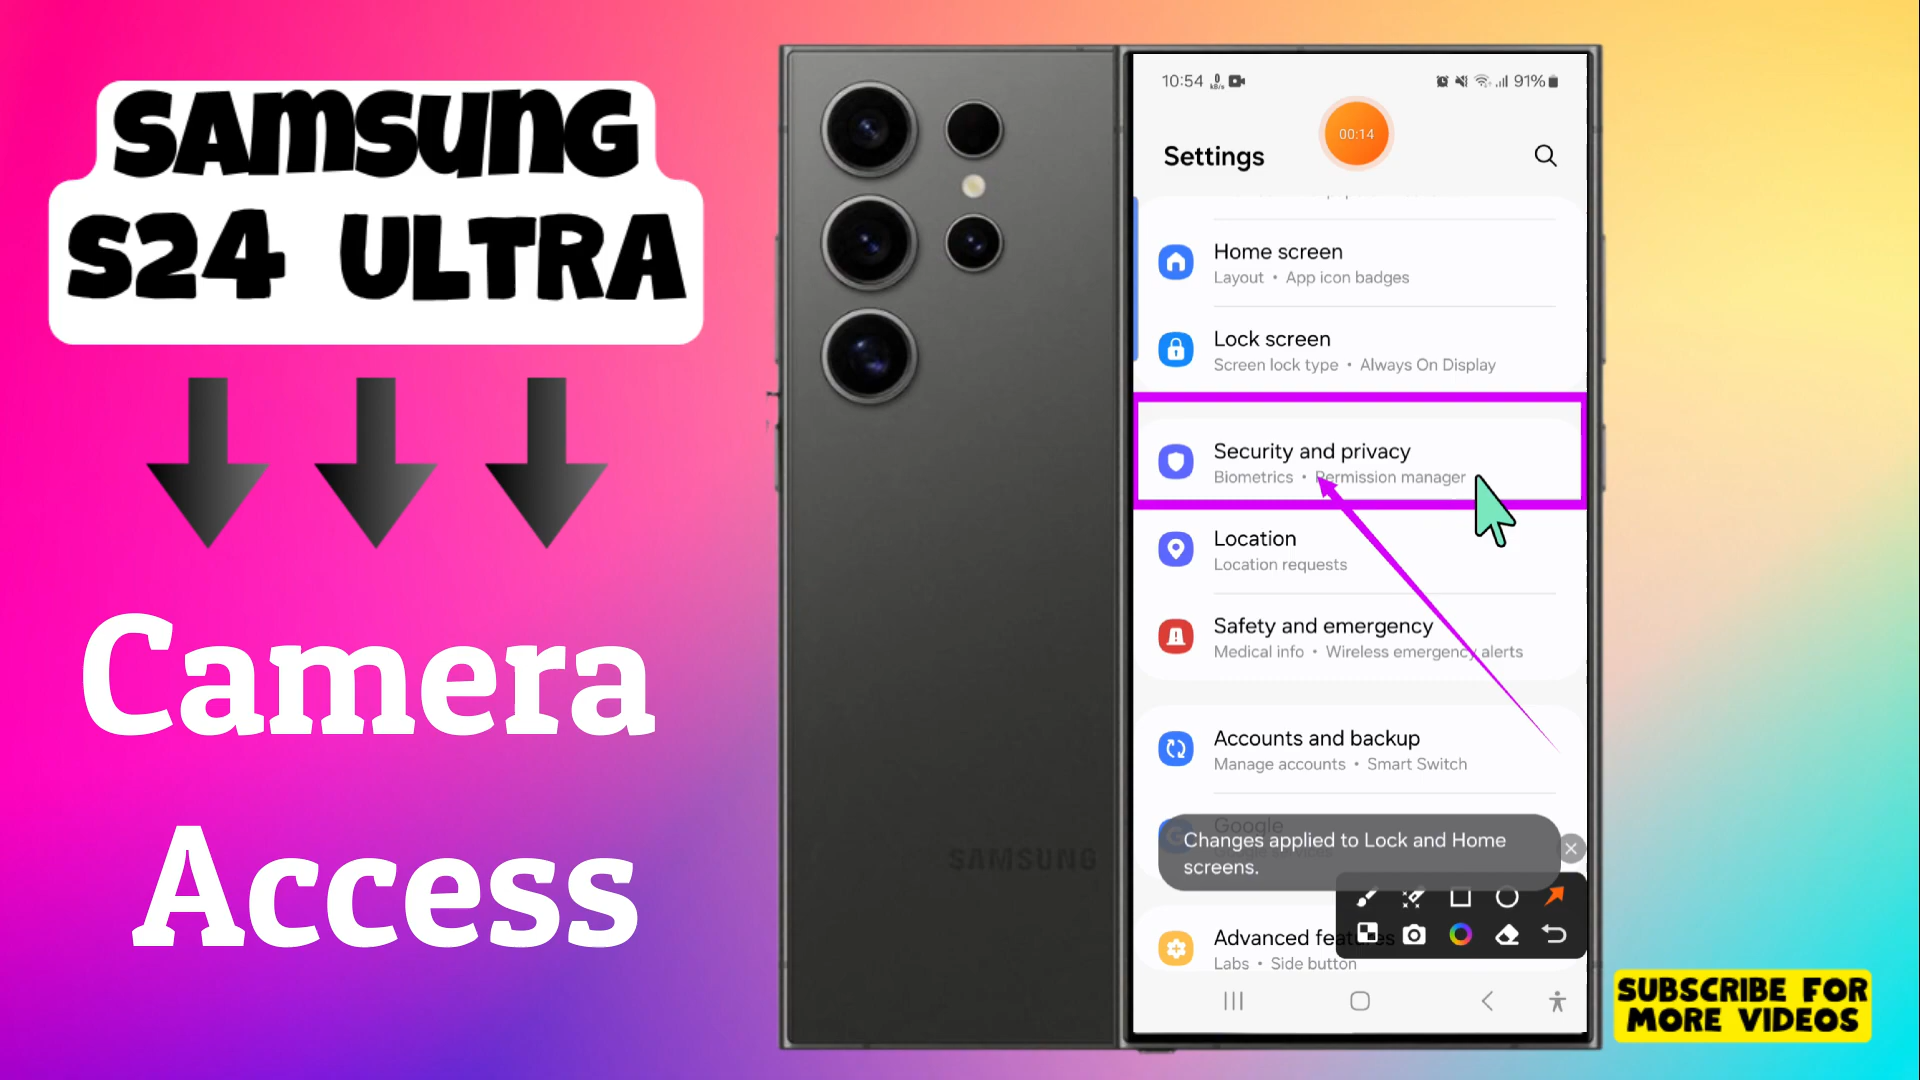 SAMSUNG
S24 ULTRA
Camera
Access
SAMSUNG
10:54 0 kB/s 91%
00:14
Settings
Home screen
Layout • App icon badges
Lock screen
Screen lock type • Always On Display
Security and privacy
Biometrics • Permission manager
Location
Location requests
Safety and emergency
Medical info • Wireless emergency alerts
Accounts and backup
Manage accounts • Smart Switch
Google
Changes applied to Lock and Home
screens.
Advanced features
Labs • Side button
SUBSCRIBE FOR
MORE VIDEOS